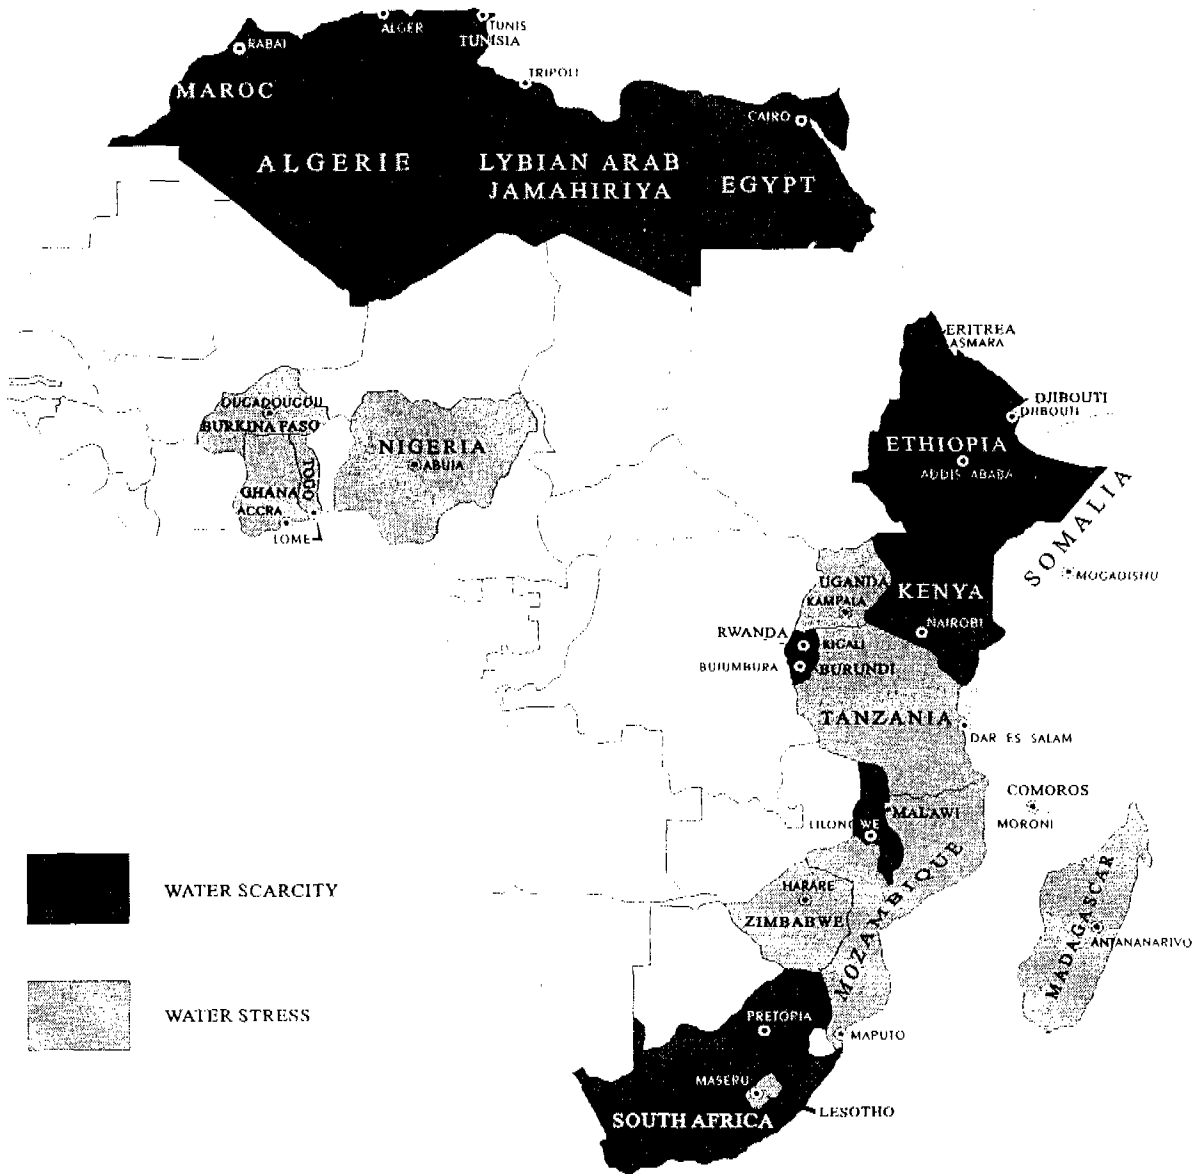 ALGER
TUNIS
TUNISIA
RABAT
MAROC
TRIPOLI
CAIRO
ALGERIE
LYBIAN ARAB
JAMAHIRIYA
EGYPT
ERITREA
ASMARA
DJIBOUTI
DJIBOUTI
ETHIOPIA
ADDIS ABABA
SOMALIA
MOGADISHU
OUGADOUGOU
BURKINA FASO
NIGERIA
ABUJA
TOGO
GHANA
ACCRA
LOME
UGANDA
KAMPALA
KENYA
NAIROBI
RWANDA
KIGALI
BUJUMBURA
BURUNDI
TANZANIA
DAR ES SALAM
COMOROS
MORONI
MALAWI
LILONGWE
MOZAMBIQUE
HARARE
ZIMBABWE
MADAGASCAR
ANTANANARIVO
WATER SCARCITY
WATER STRESS
PRETOPIA
MAPUTO
MASERU
LESOTHO
SOUTH AFRICA